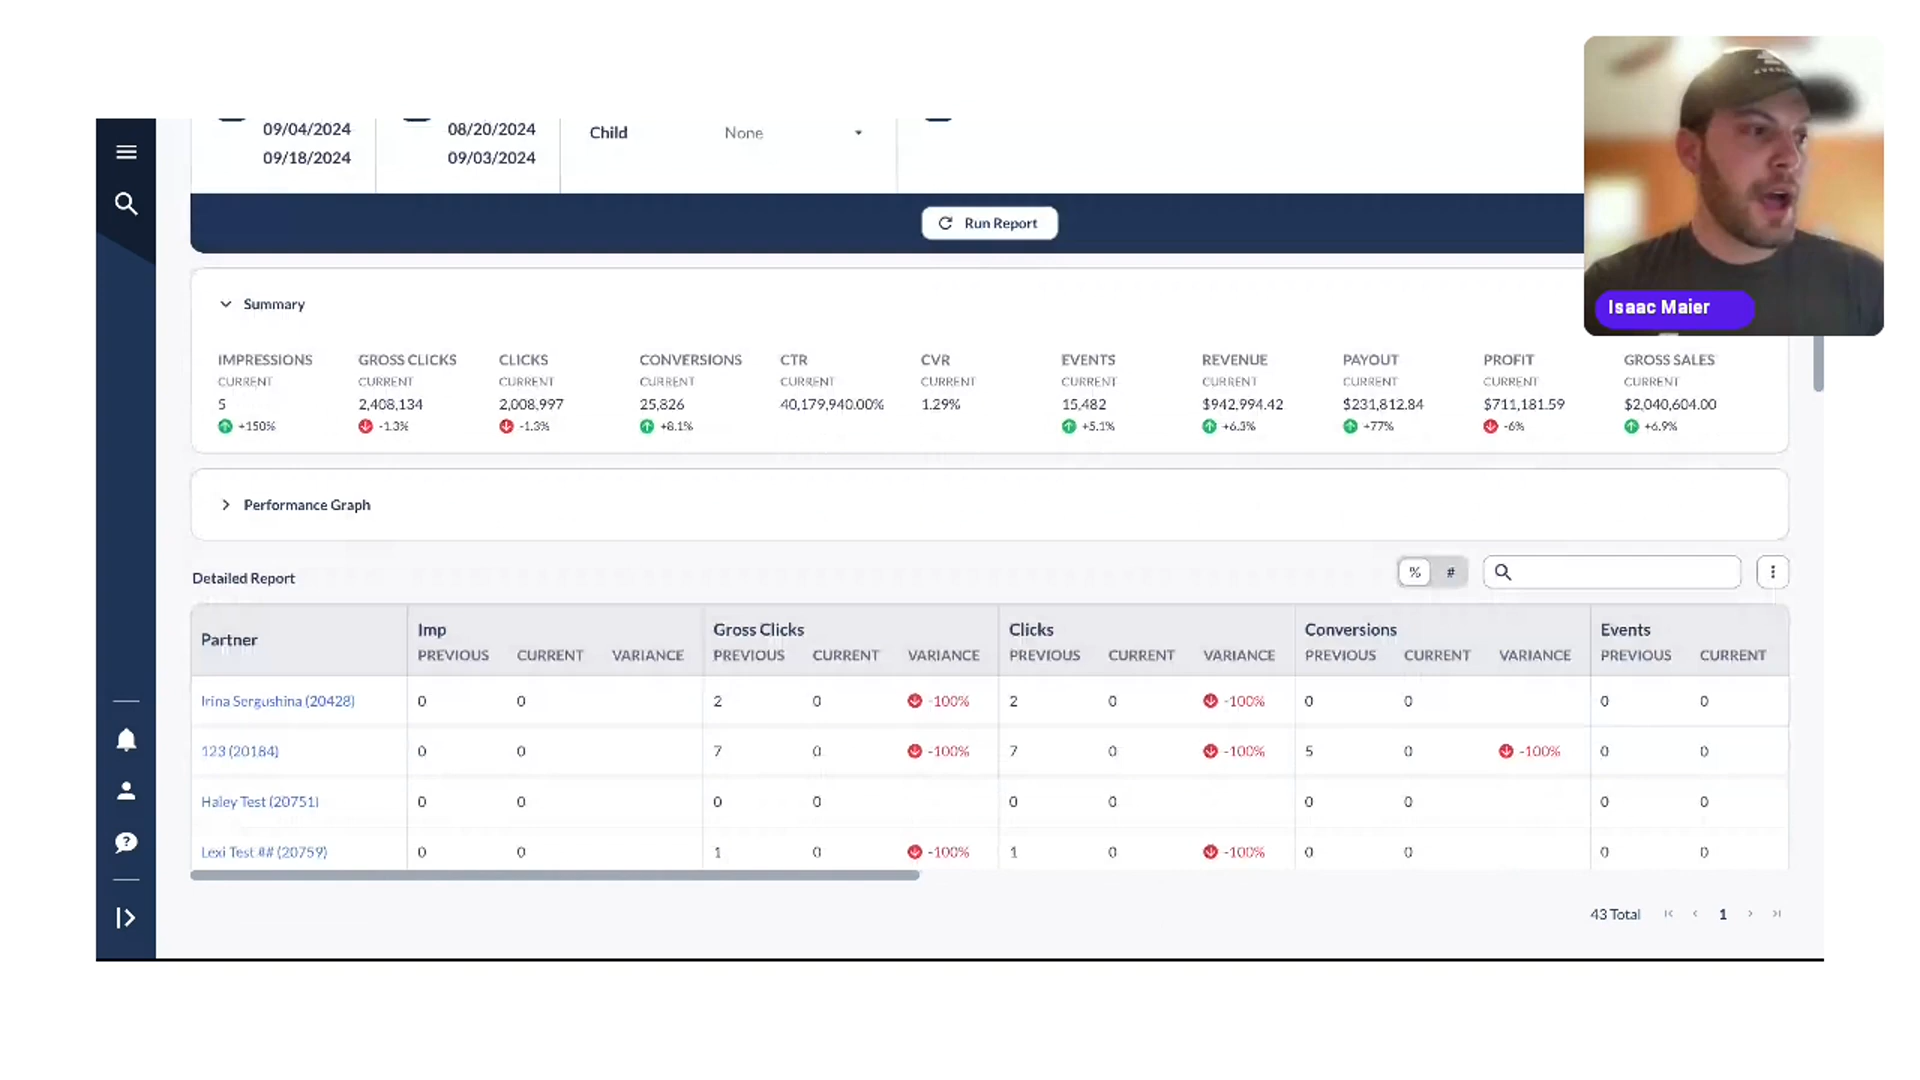 09/04/2024
09/18/2024
08/20/2024
09/03/2024
Child None
Run Report
Isaac Maier
Summary
IMPRESSIONS GROSS CLICKS CLICKS CONVERSIONS CTR CVR EVENTS REVENUE PAYOUT PROFIT GROSS SALES
CURRENT CURRENT CURRENT CURRENT CURRENT CURRENT CURRENT CURRENT CURRENT CURRENT CURRENT
5 2,408,134 2,008,997 25,826 40,179,940.00% 1.29% 15,482 $942,994.42 $231,812.84 $711,181.59 $2,040,604.00
+150% -1.3% -1.3% +8.1% +5.1% +6.3% +77% -6% +6.9%
Performance Graph
Detailed Report % #
Partner Imp Gross Clicks Clicks Conversions Events
PREVIOUS CURRENT VARIANCE PREVIOUS CURRENT VARIANCE PREVIOUS CURRENT VARIANCE PREVIOUS CURRENT VARIANCE PREVIOUS CURRENT
Irina Sergushina (20428) 0 0 2 0 -100% 2 0 -100% 0 0 0 0
123 (20184) 0 0 7 0 -100% 7 0 -100% 5 0 -100% 0 0
Haley Test (20751) 0 0 0 0 0 0 0 0 0 0
Lexi Test ## (20759) 0 0 1 0 -100% 1 0 -100% 0 0 0 0
43 Total 1